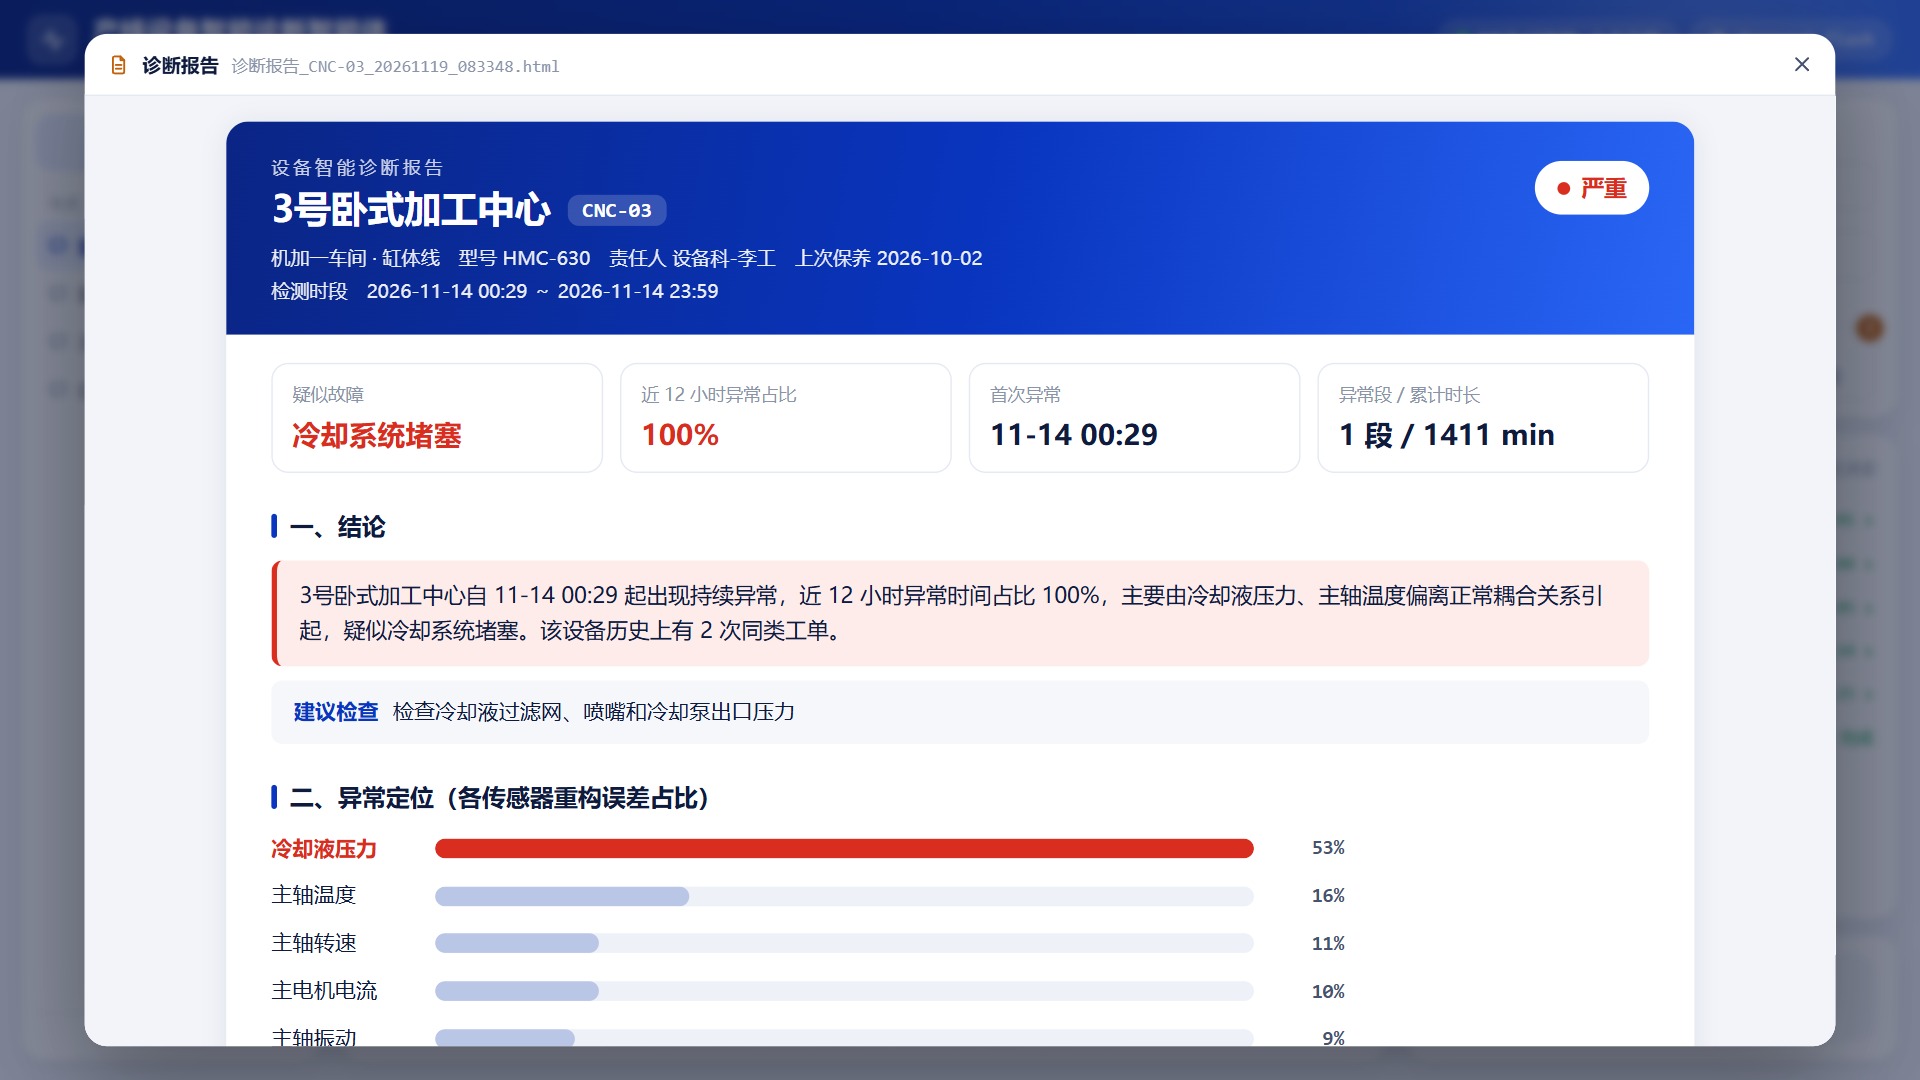 诊断报告 诊断报告_CNC-03_20261119_083348.html
设备智能诊断报告
3号卧式加工中心 CNC-03
严重
机加一车间 · 缸体线 型号 HMC-630 责任人 设备科-李工 上次保养 2026-10-02
检测时段 2026-11-14 00:29 ~ 2026-11-14 23:59
疑似故障
冷却系统堵塞
近 12 小时异常占比
100%
首次异常
11-14 00:29
异常段 / 累计时长
1 段 / 1411 min
一、结论
3号卧式加工中心自 11-14 00:29 起出现持续异常，近 12 小时异常时间占比 100%，主要由冷却液压力、主轴温度偏离正常耦合关系引
起，疑似冷却系统堵塞。该设备历史上有 2 次同类工单。
建议检查 检查冷却液过滤网、喷嘴和冷却泵出口压力
二、异常定位（各传感器重构误差占比）
冷却液压力 53%
主轴温度 16%
主轴转速 11%
主电机电流 10%
主轴振动 9%